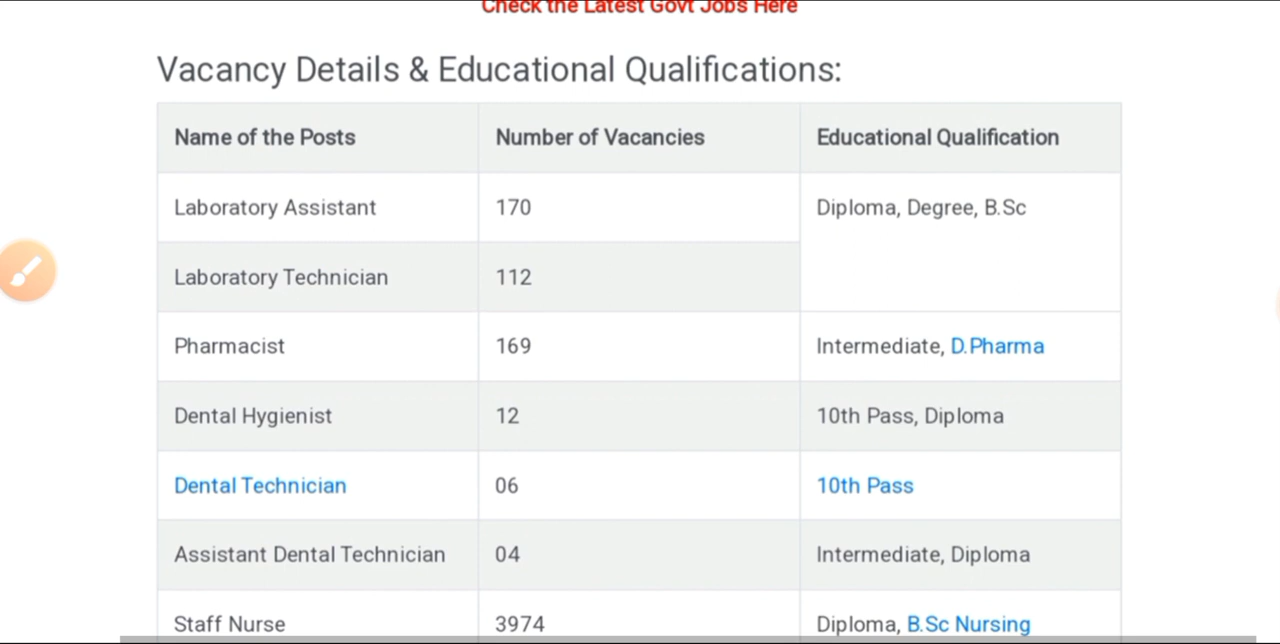 Check the Latest Govt Jobs Here
Vacancy Details & Educational Qualifications:
Name of the Posts Number of Vacancies Educational Qualification
Laboratory Assistant 170 Diploma, Degree, B.Sc
Laboratory Technician 112
Pharmacist 169 Intermediate, D.Pharma
Dental Hygienist 12 10th Pass, Diploma
Dental Technician 06 10th Pass
Assistant Dental Technician 04 Intermediate, Diploma
Staff Nurse 3974 Diploma, B.Sc Nursing